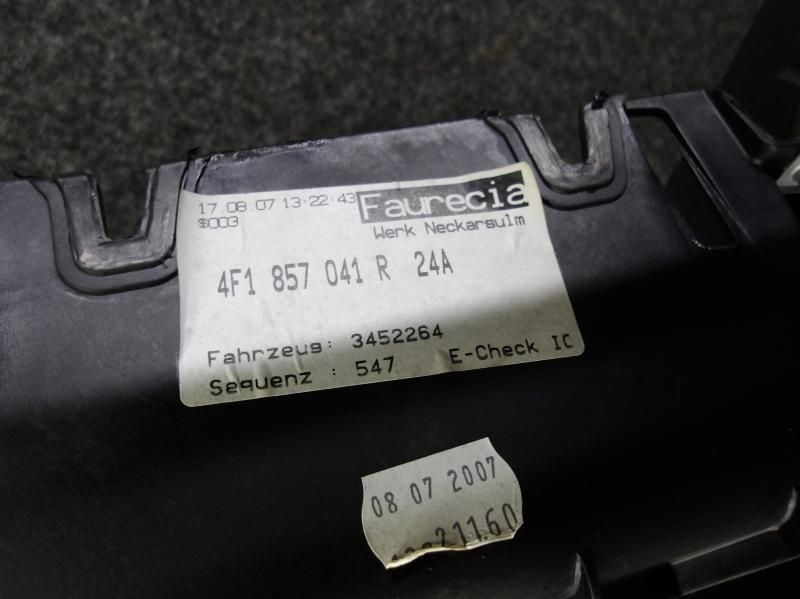 17.08.07 13:22:43 Faurecia
$003 Werk Neckarsulm
4F1 857 041 R 24A
Fahrzeug: 3452264
Sequenz : 547 E-Check IC
08 07 2007